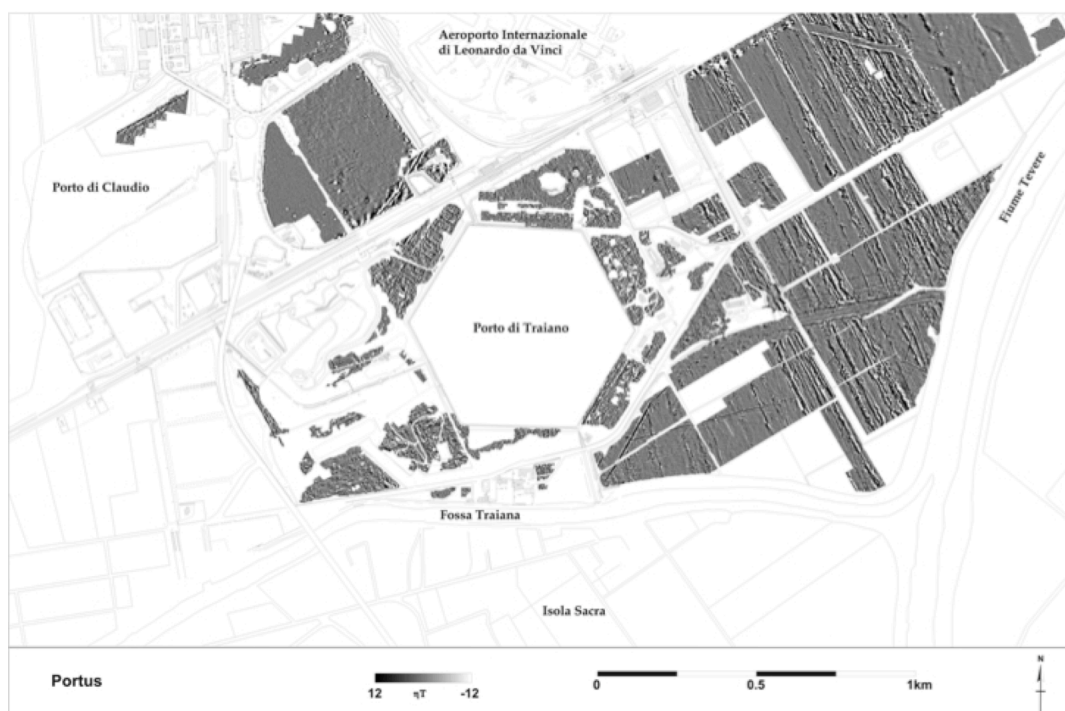 Aeroporto Internazionale
di Leonardo da Vinci
Porto di Claudio
Fiume Tevere
Porto di Traiano
Fossa Traiana
Isola Sacra
Portus
12 ηT -12
0 0.5 1km
N